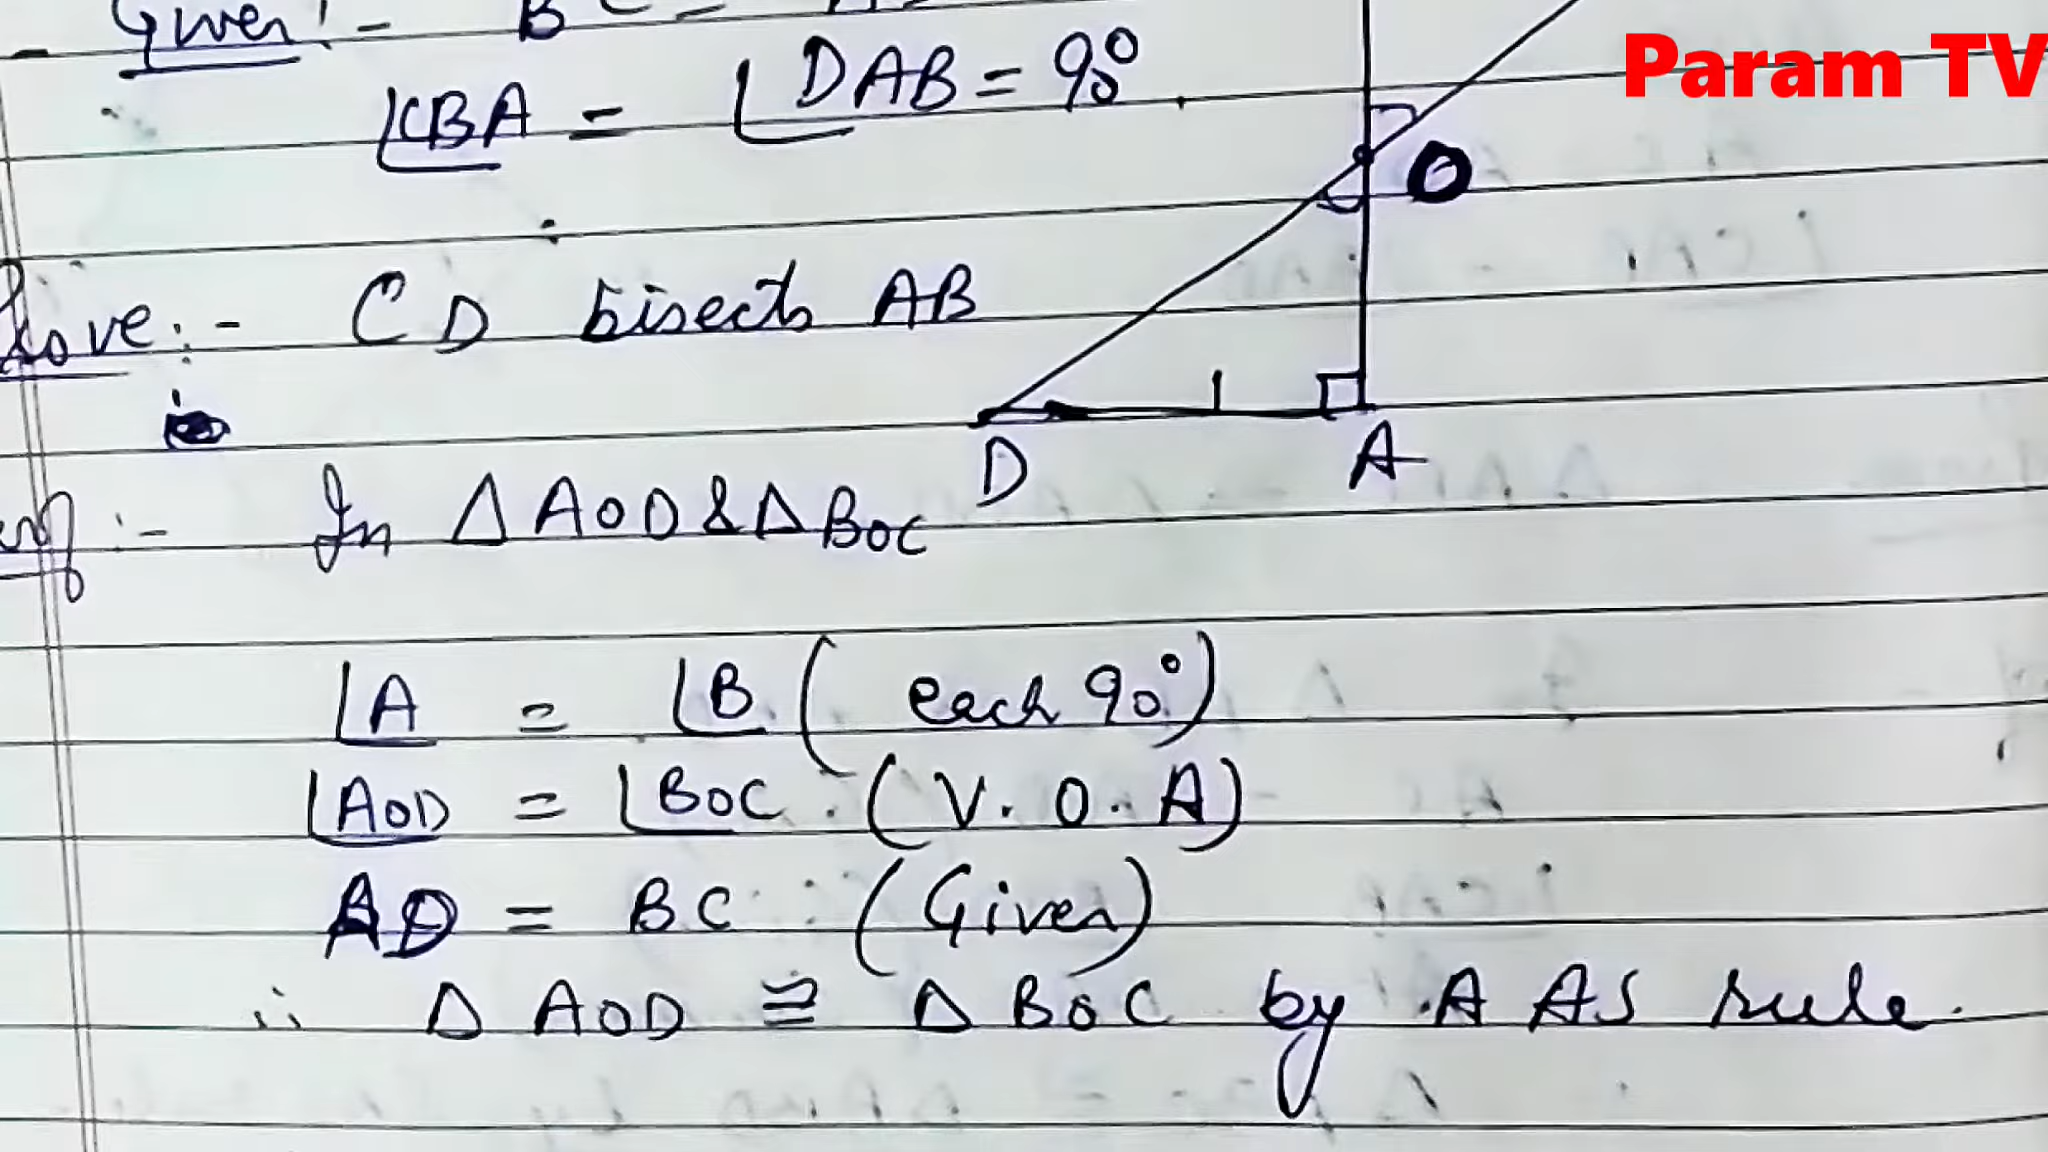 Given:- BC =
Param TV
∠CBA = ∠DAB = 90°.
O
Prove:- CD bisects AB
D A
:- In △AOD & △BOC
∠A = ∠B (each 90°)
∠AOD = ∠BOC. (V.O.A)
AD = BC (Given)
∴ △AOD ≅ △BOC by AAS rule.